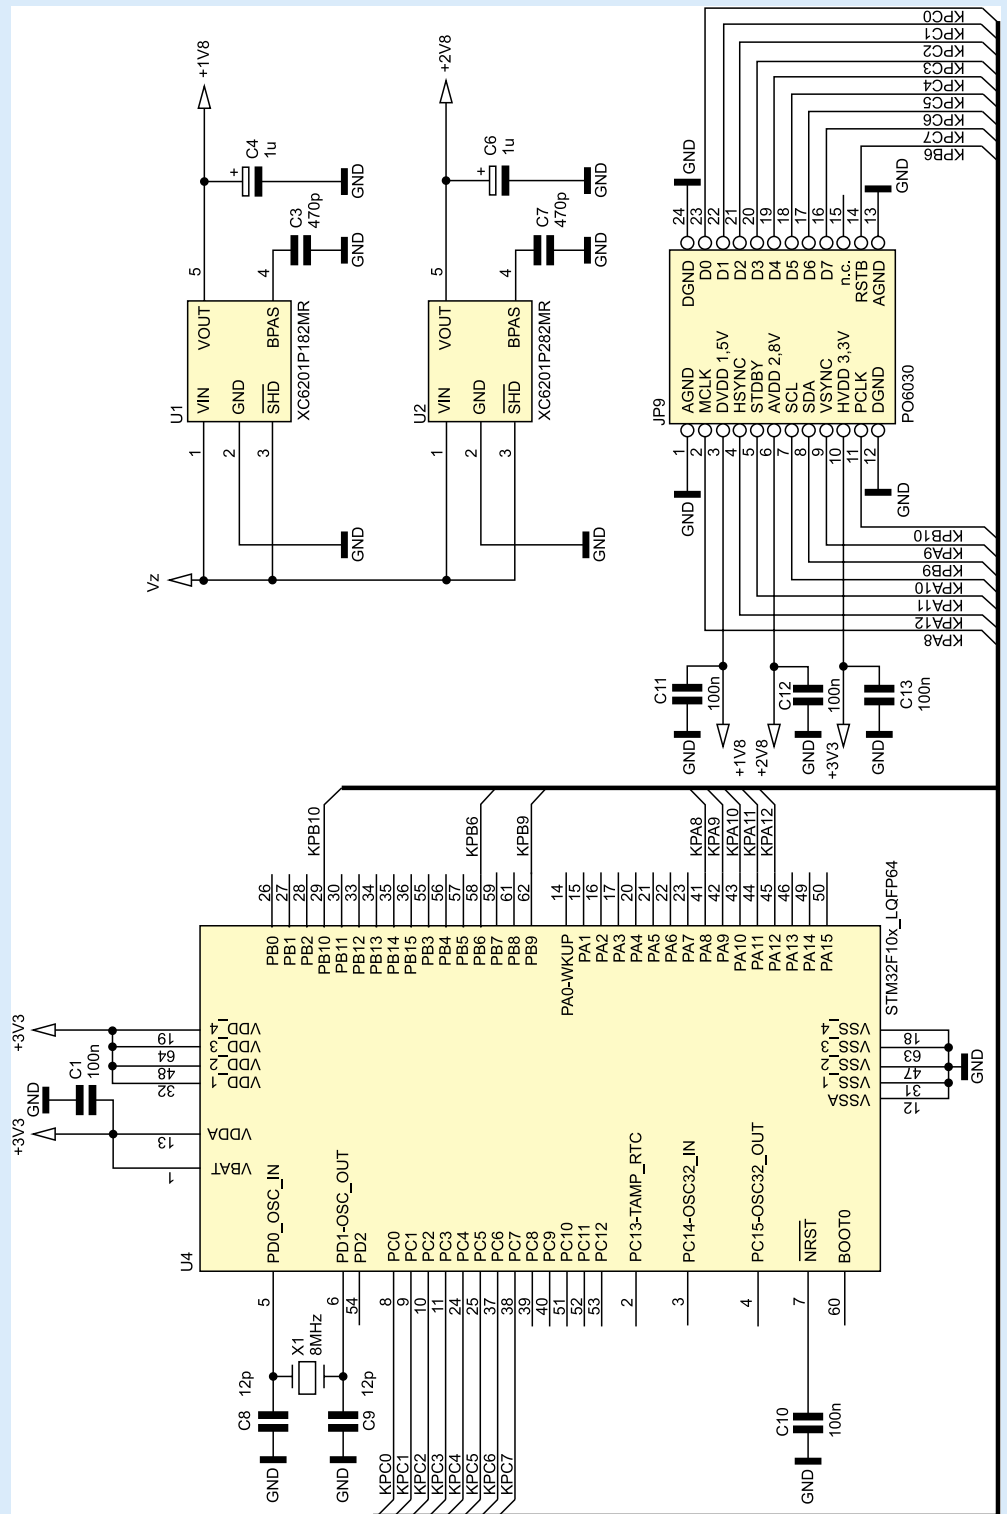 +1V8
C4
1u
+
GND
C3
470p
GND
5
4
VOUT
BPAS
VIN
GND
SHD
U1
XC6201P182MR
1
2
3
GND
Vz
+2V8
C6
1u
+
GND
C7
470p
GND
5
4
VOUT
BPAS
VIN
GND
SHD
U2
XC6201P282MR
1
2
3
GND
KPC0
KPC1
KPC2
KPC3
KPC4
KPC5
KPC6
KPC7
KPB6
GND
GND
24
23
22
21
20
19
18
17
16
15
14
13
DGND
D0
D1
D2
D3
D4
D5
D6
D7
n.c.
RSTB
AGND
JP9
PO6030
AGND
MCLK
DVDD 1,5V
HSYNC
STDBY
AVDD 2,8V
SCL
SDA
VSYNC
HVDD 3,3V
PCLK
DGND
1
2
3
4
5
6
7
8
9
10
11
12
GND
GND
KPB10
KPA9
KPB9
KPA10
KPA11
KPA12
KPA8
C11
100n
C12
100n
C13
100n
GND
+1V8
+2V8
GND
+3V3
GND
KPB10
KPB6
KPB9
KPA8
KPA9
KPA10
KPA11
KPA12
26
27
28
29
30
33
34
35
36
55
56
57
58
59
61
62
14
15
16
17
20
21
22
23
41
42
43
44
45
46
49
50
PB0
PB1
PB2
PB10
PB11
PB12
PB13
PB14
PB15
PB3
PB4
PB5
PB6
PB7
PB8
PB9
PA0-WKUP
PA1
PA2
PA3
PA4
PA5
PA6
PA7
PA8
PA9
PA10
PA11
PA12
PA13
PA14
PA15
STM32F10x_LQFP64
U4
+3V3
C1
100n
GND
+3V3
19
64
48
32
13
1
VDD_4
VDD_3
VDD_2
VDD_1
VDDA
VBAT
VSS_4
VSS_3
VSS_2
VSS_1
VSSA
18
63
47
31
12
GND
PD0_OSC_IN
PD1-OSC_OUT
PD2
PC0
PC1
PC2
PC3
PC4
PC5
PC6
PC7
PC8
PC9
PC10
PC11
PC12
PC13-TAMP_RTC
PC14-OSC32_IN
PC15-OSC32_OUT
NRST
BOOT0
5
6
54
8
9
10
11
24
25
37
38
39
40
51
52
53
2
3
4
7
60
X1
8MHz
C8
12p
C9
12p
GND
GND
KPC0
KPC1
KPC2
KPC3
KPC4
KPC5
KPC6
KPC7
C10
100n
GND